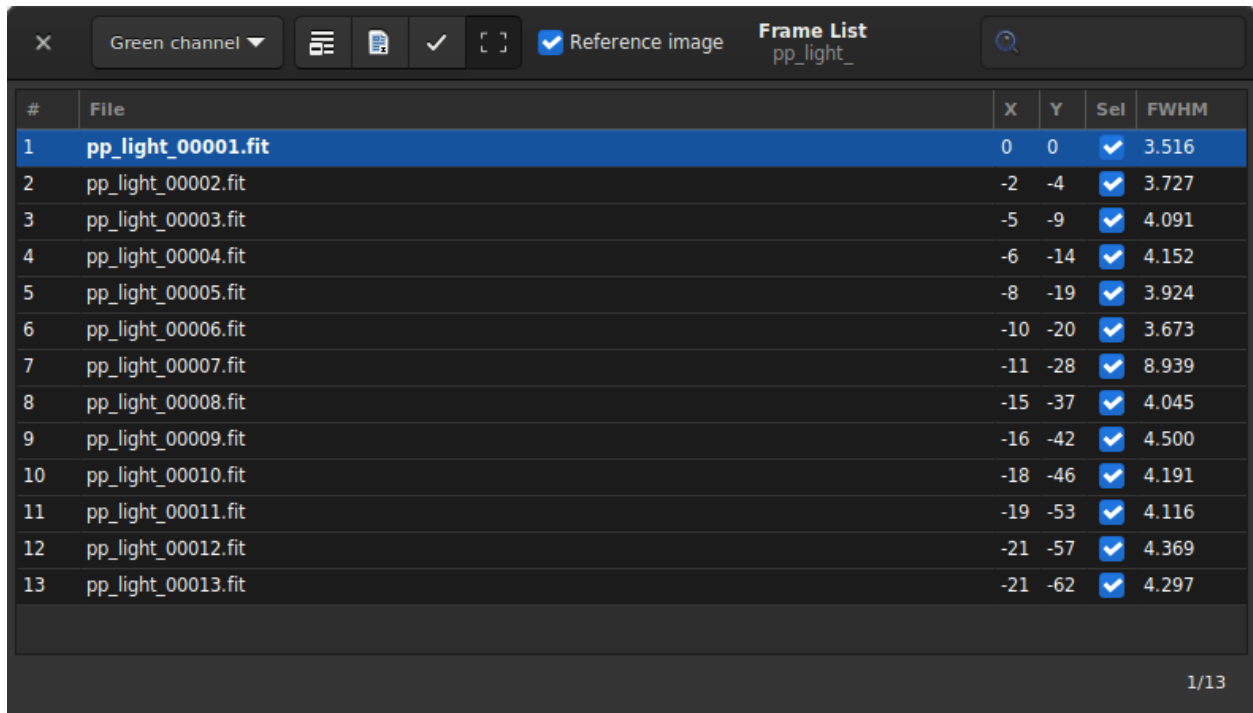 Green channel Reference image Frame List
pp_light_
# File X Y Sel FWHM
1 pp_light_00001.fit 0 0 3.516
2 pp_light_00002.fit -2 -4 3.727
3 pp_light_00003.fit -5 -9 4.091
4 pp_light_00004.fit -6 -14 4.152
5 pp_light_00005.fit -8 -19 3.924
6 pp_light_00006.fit -10 -20 3.673
7 pp_light_00007.fit -11 -28 8.939
8 pp_light_00008.fit -15 -37 4.045
9 pp_light_00009.fit -16 -42 4.500
10 pp_light_00010.fit -18 -46 4.191
11 pp_light_00011.fit -19 -53 4.116
12 pp_light_00012.fit -21 -57 4.369
13 pp_light_00013.fit -21 -62 4.297
1/13